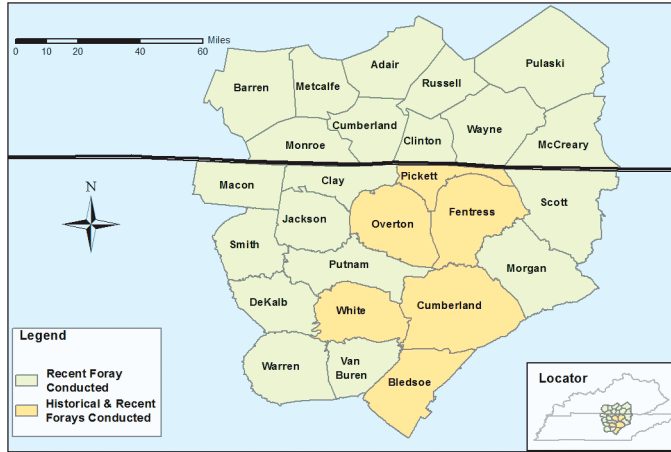 Miles
0 10 20 40 60
Adair
Pulaski
Russell
Metcalfe
Barren
Cumberland
Wayne
Clinton
Monroe
McCreary
Pickett
Clay
Macon
N
Scott
Fentress
Jackson
Overton
Smith
Putnam
Morgan
DeKalb
Cumberland
White
Legend
Van
Buren
Warren
Recent Foray
Conducted
Bledsoe
Locator
Historical & Recent
Forays Conducted